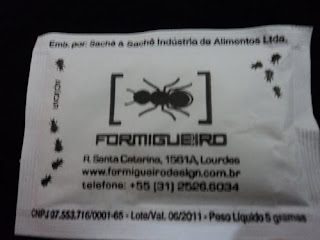 Emb. por: Sachê & Sachê Indústria de Alimentos Ltda.
FORMIGUEIRO
R. Santa Catarina, 1561A, Lourdes
www.formigueirodesign.com.br
telefone: +55 (31) 2526.6034
CNPJ 07.553.716/0001-65 - Lote/Val. 06/2011 - Peso Líquido 5 gramas